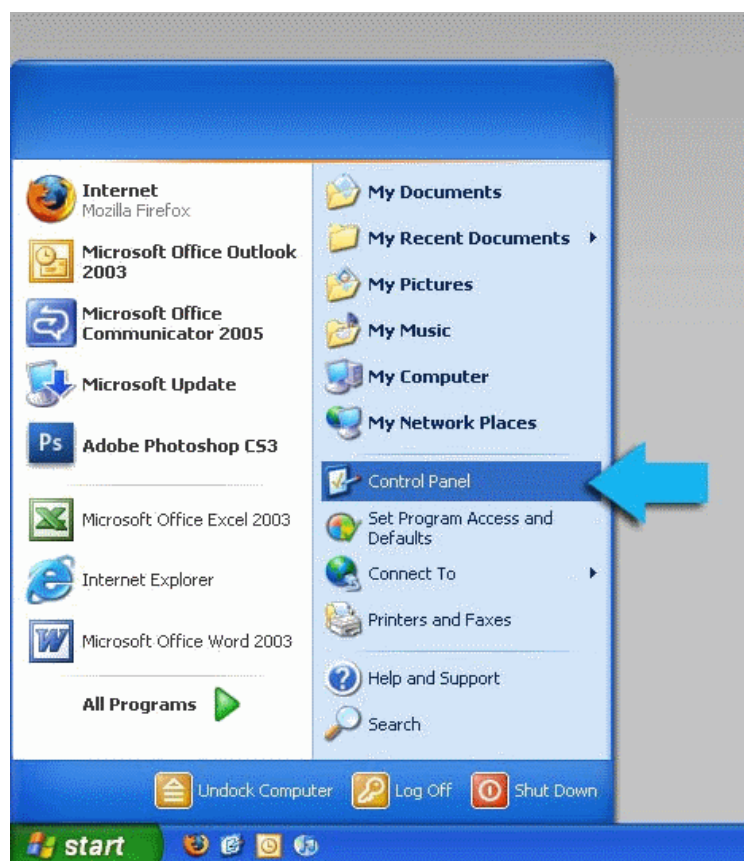 Internet
Mozilla Firefox
Microsoft Office Outlook
2003
Microsoft Office
Communicator 2005
Microsoft Update
Ps
Adobe Photoshop CS3
Microsoft Office Excel 2003
Internet Explorer
Microsoft Office Word 2003
All Programs
My Documents
My Recent Documents
My Pictures
My Music
My Computer
My Network Places
Control Panel
Set Program Access and
Defaults
Connect To
Printers and Faxes
Help and Support
Search
Undock Computer
Log Off
Shut Down
start